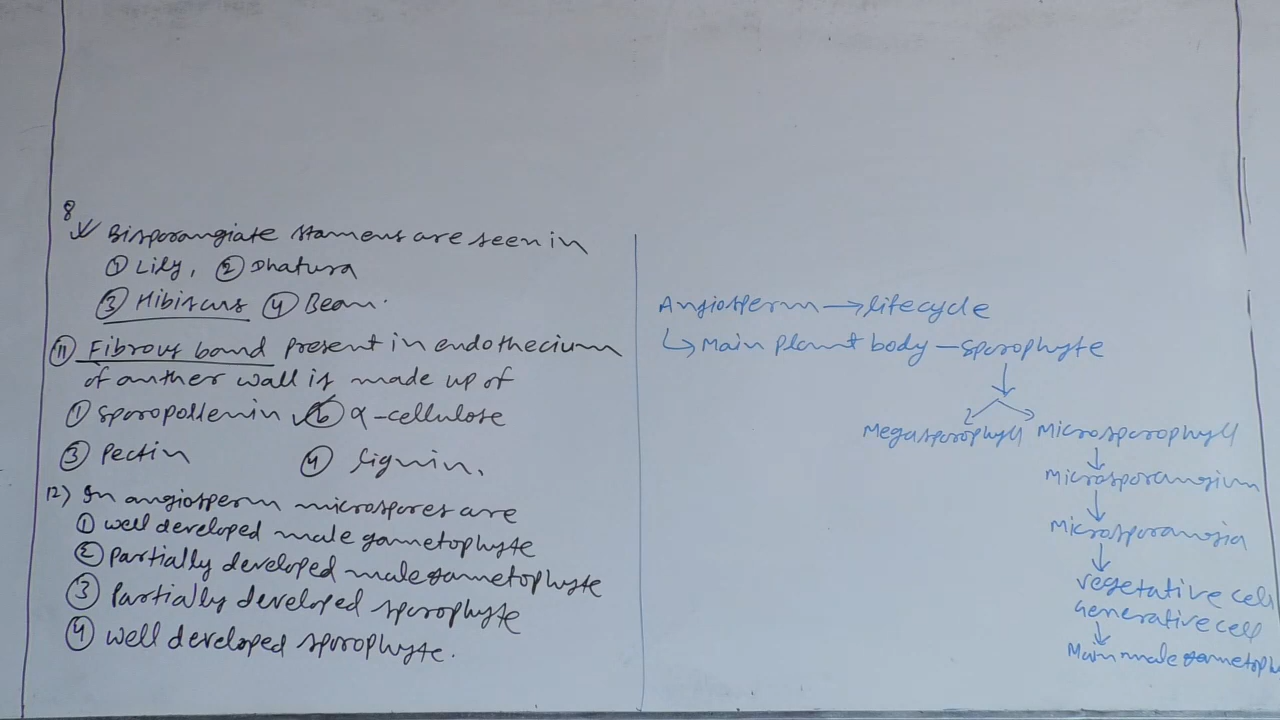 8
Bisporangiate stamens are seen in
① Lily, ② Dhatura
③ Hibiscus ④ Bean.
⑪ Fibrous band present in endothecium
of anther wall is made up of
① Sporopollenin ② α-cellulose
③ Pectin ④ Lignin.
12) In angiosperm microspores are
① well developed male gametophyte
② Partially developed male gametophyte
③ Partially developed sporophyte
④ well developed sporophyte.
Angiosperm → lifecycle
↳ Main plant body - sporophyte
↓
Megasporophyll Microsporophyll
↓
Microsporangium
↓
Microsporangia
↓
vegetative cell
Generative cell
↓
Main male gametoph